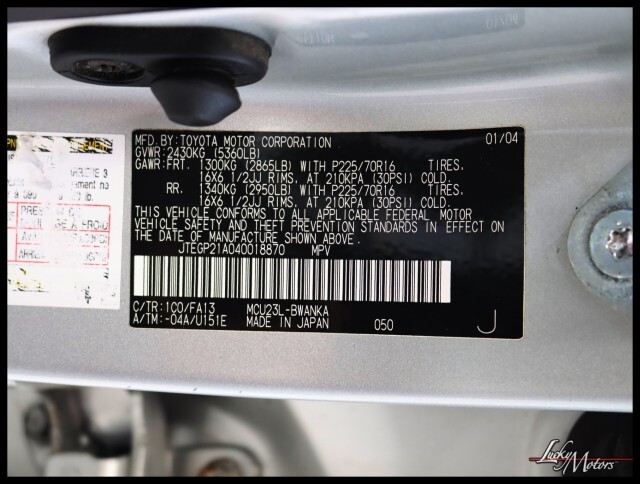 MFD. BY: TOYOTA MOTOR CORPORATION 01/04
GVWR: 2430KG (5360LB)
GAWR: FRT. 1300KG (2865LB) WITH P225/70R16 TIRES.
16X6 1/2JJ RIMS, AT 210KPA (30PSI) COLD.
RR. 1340KG (2950LB) WITH P225/70R16 TIRES.
16X6 1/2JJ RIMS, AT 210KPA (30PSI) COLD.
THIS VEHICLE CONFORMS TO ALL APPLICABLE FEDERAL MOTOR
VEHICLE SAFETY AND THEFT PREVENTION STANDARDS IN EFFECT ON
THE DATE OF MANUFACTURE SHOWN ABOVE.
JTEGP21A040018870 MPV
C/TR: 1C0/FA13 MCU23L-BWANKA
A/TM: -04A/U151E MADE IN JAPAN 050 J
Lucky Motors